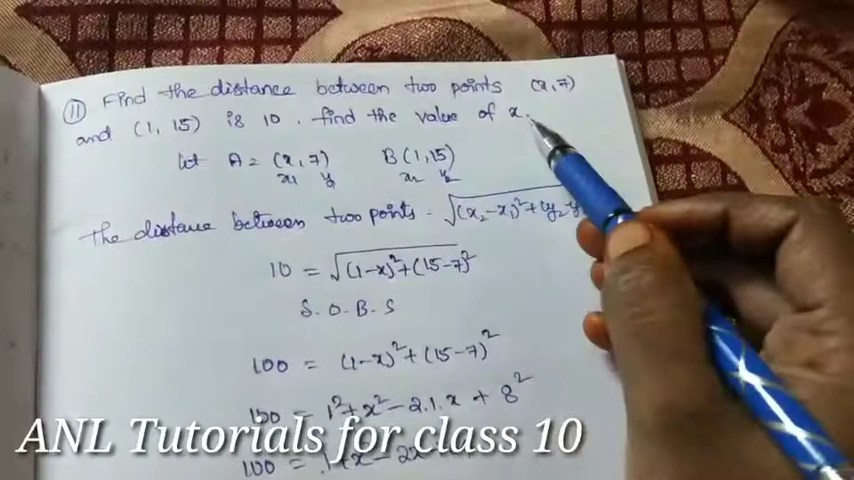 11 Find the distance between two points (x,7)
and (1, 15) is 10. find the value of x.
let A = (x, 7) B(1,15)
x₁ y₁ x₂ y₂
The distance between two points = √(x₂-x₁)²+(y₂-y
10 = √(1-x)²+(15-7)²
S.O.B.S
100 = (1-x)²+(15-7)²
100 = 1²+x²-2.1.x + 8²
100 =
ANL Tutorials for class 10